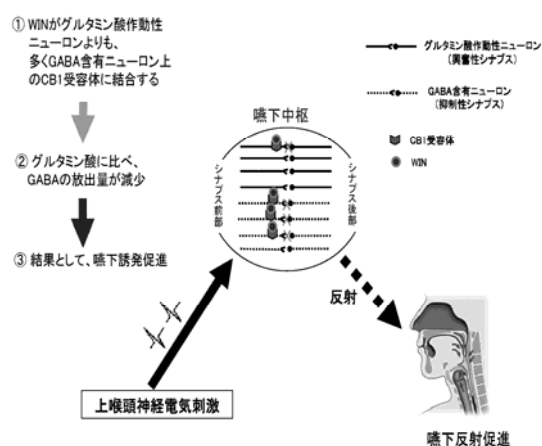 ① WINがグルタミン酸作動性
ニューロンよりも、
多くGABA含有ニューロン上
のCB1受容体に結合する
② グルタミン酸に比べ、
GABAの放出量が減少
③ 結果として、嚥下誘発促進
グルタミン酸作動性ニューロン
(興奮性シナプス)
GABA含有ニューロン
(抑制性シナプス)
CB1受容体
WIN
嚥下中枢
シナプス前部
シナプス後部
反射
上喉頭神経電気刺激
嚥下反射促進